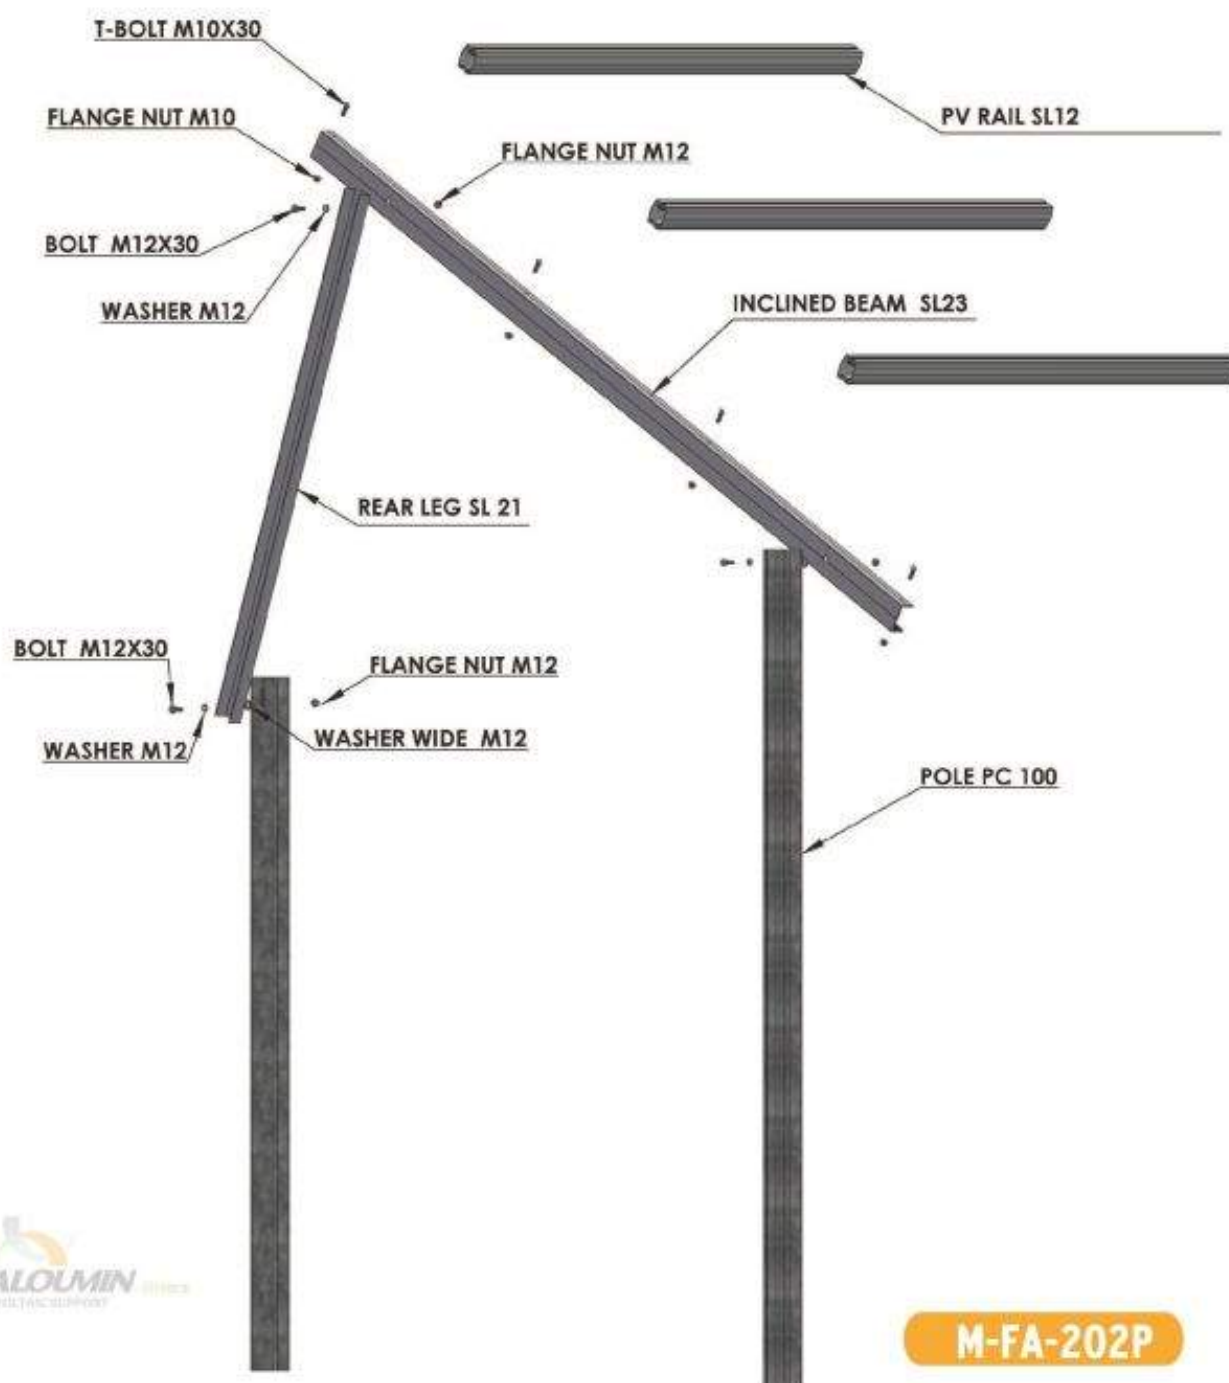 T-BOLT M10X30
PV RAIL SL12
FLANGE NUT M10
FLANGE NUT M12
BOLT M12X30
WASHER M12
INCLINED BEAM SL23
REAR LEG SL 21
BOLT M12X30
FLANGE NUT M12
WASHER M12
WASHER WIDE M12
POLE PC 100
ALOUMIN
M-FA-202P